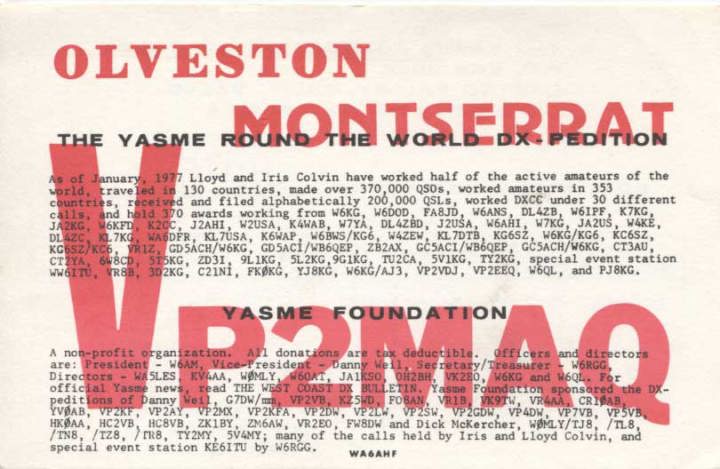 OLVESTON
MONTSERRAT
THE YASME ROUND THE WORLD DX-PEDITION
As of January, 1977 Lloyd and Iris Colvin have worked half of the active amateurs of the
world, traveled in 130 countries, made over 370,000 QSOs, worked amateurs in 353
countries, received and filed alphabetically 200,000 QSLs, worked DXCC under 30 different
calls, and hold 370 awards working from W6KG, W6DOD, FA8JD, W6ANS, DL4ZB, W6IPF, K7KG,
JA2KG, W6KFD, K2CC, J2AHI, W2USA, K4WAB, W7YA, DL4ZBD, J2USA, W6AHI, W7KG, JA2US, W4KE,
DL4ZC, KL7KG, WA6DFR, KL7USA, K6WAP, W6BWS/KG6, W4ZEW, KL7DTB, KG6SZ, W6KG/KG6, KC6SZ,
KG6SZ/KC6, VR1Z, GD5ACH/W6KG, GD5ACI/WB6QEP, ZB2AX, GC5ACI/WB6QEP, GC5ACH/W6KG, CT3AU,
CT2YA, 6W8CD, 5T5KG, ZD3I, 9L1KG, 5L2KG, 9G1KG, TU2CA, 5V1KG, TY2KG, special event station
WW6ITU, VR8B, 3D2KG, C21NI, FKØKG, YJ8KG, W6KG/AJ3, VP2VDJ, VP2EEQ, W6QL, and PJ8KG.
YASME FOUNDATION
VP2MAQ
A non-profit organization. All donations are tax deductible. Officers and directors
are: President - W6AM, Vice-President - Danny Weil, Secretary/Treasurer - W6RGG,
Directors - WA5LES, KV4AA, WØMLY, W6OAT, JA1KSO, OH2BH, VK2EO, W6KG and W6QL. For
official Yasme news, read THE WEST COAST DX BULLETIN. Yasme Foundation sponsored the DX-
peditions of Danny Weil, G7DW/mm, VP2VB, KZ5WD, FO8AN, VR1B, VK9TW, VR4AA, CR1ØAB,
YVØAB, VP2KF, VP2AY, VP2MX, VP2KFA, VP2DW, VP2LW, VP2SW, VP2GDW, VP4DW, VP7VB, VP5VB,
HKØAA, HC2VB, HC8VB, ZK1BY, ZM6AW, VR2EO, FW8DW and Dick McKercher, WØMLY/TJ8, /TL8,
/TN8, /TZ8, /TR8, TY2MY, 5V4MY; many of the calls held by Iris and Lloyd Colvin, and
special event station KE6ITU by W6RGG.
WA6AHF